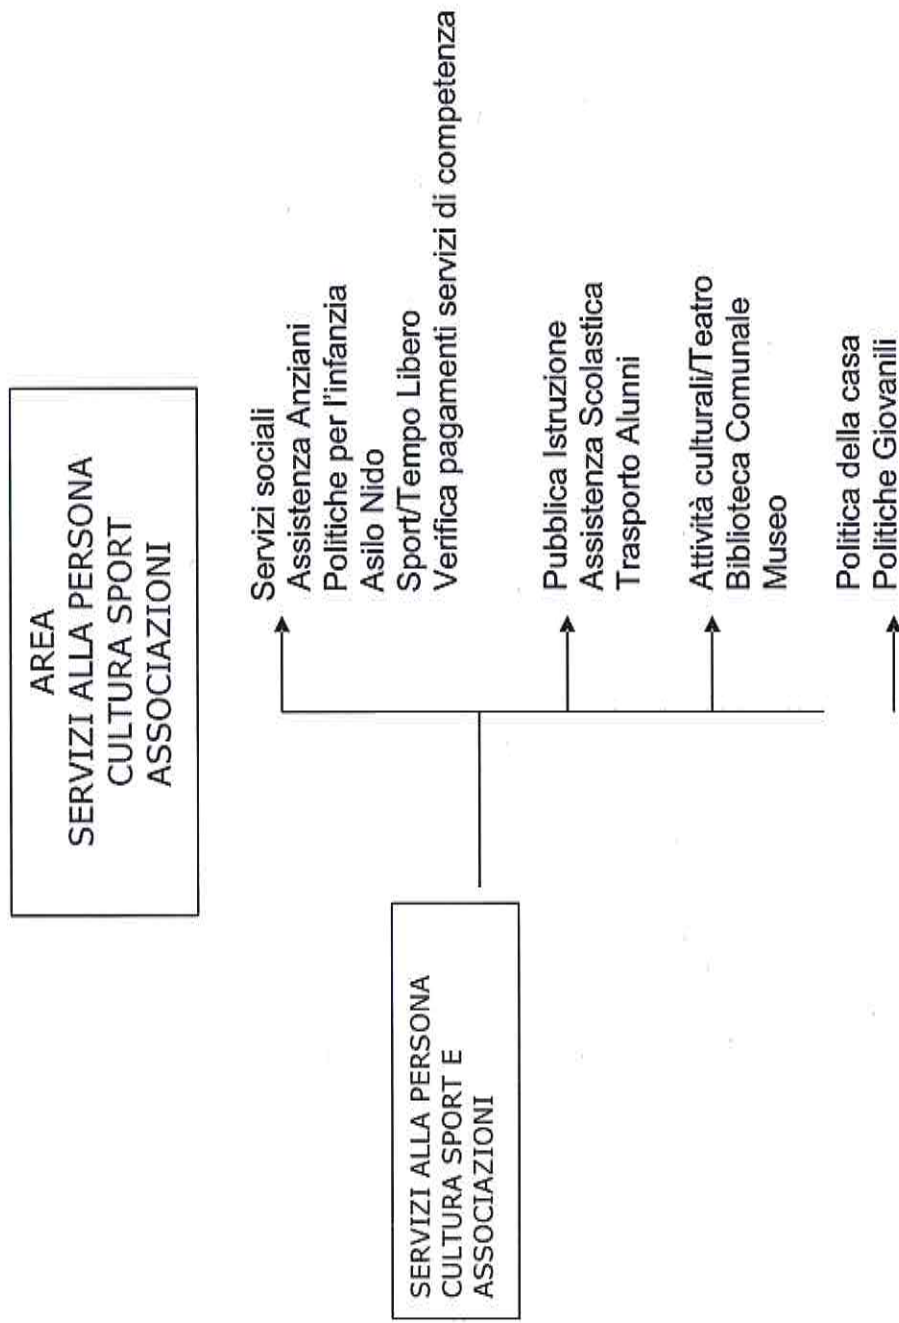 AREA
SERVIZI ALLA PERSONA
CULTURA SPORT
ASSOCIAZIONI
SERVIZI ALLA PERSONA
CULTURA SPORT E
ASSOCIAZIONI
Servizi sociali
Assistenza Anziani
Politiche per l'infanzia
Asilo Nido
Sport/Tempo Libero
Verifica pagamenti servizi di competenza
Pubblica Istruzione
Assistenza Scolastica
Trasporto Alunni
Attività culturali/Teatro
Biblioteca Comunale
Museo
Politica della casa
Politiche Giovanili